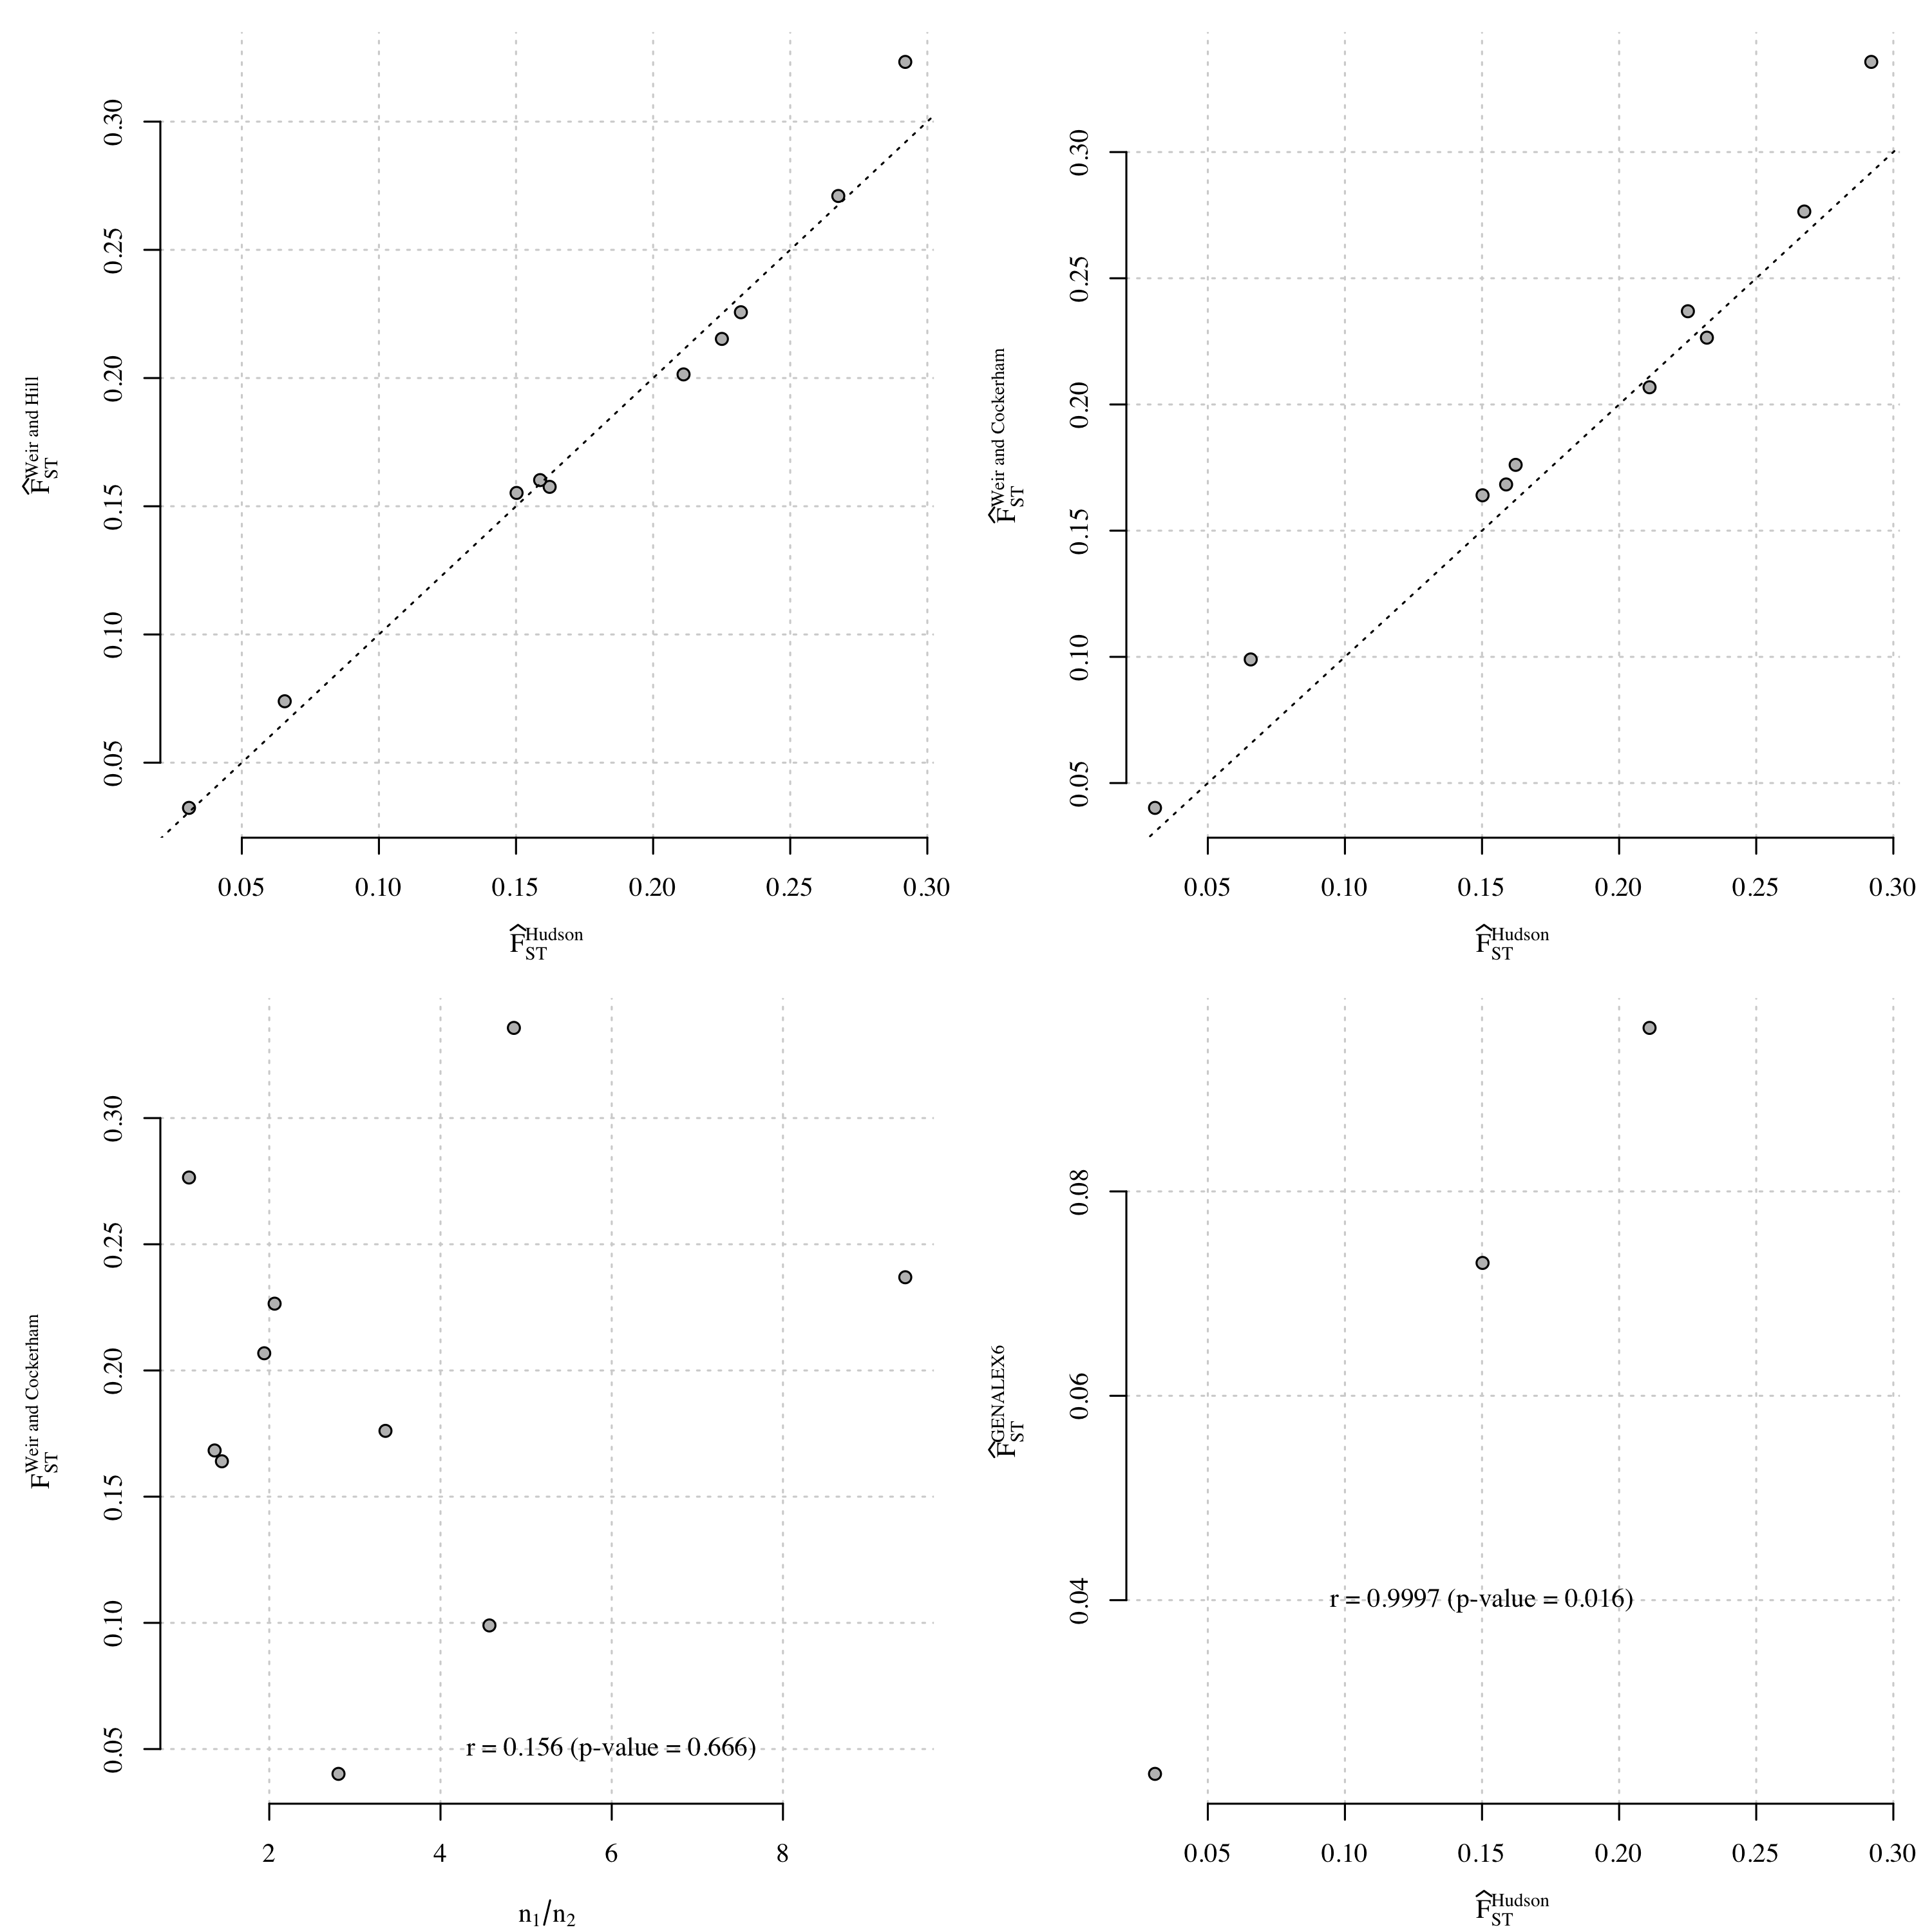 0.30
0.25
0.20
0.15
0.10
0.05
F̂ST Weir and Hill
0.05 0.10 0.15 0.20 0.25 0.30
F̂ST Hudson
0.30
0.25
0.20
0.15
0.10
0.05
F̂ST Weir and Cockerham
0.05 0.10 0.15 0.20 0.25 0.30
F̂ST Hudson
0.30
0.25
0.20
0.15
0.10
0.05
FST Weir and Cockerham
r = 0.156 (p-value = 0.666)
2 4 6 8
n1/n2
0.08
0.06
0.04
F̂ST GENALEX6
r = 0.9997 (p-value = 0.016)
0.05 0.10 0.15 0.20 0.25 0.30
F̂ST Hudson